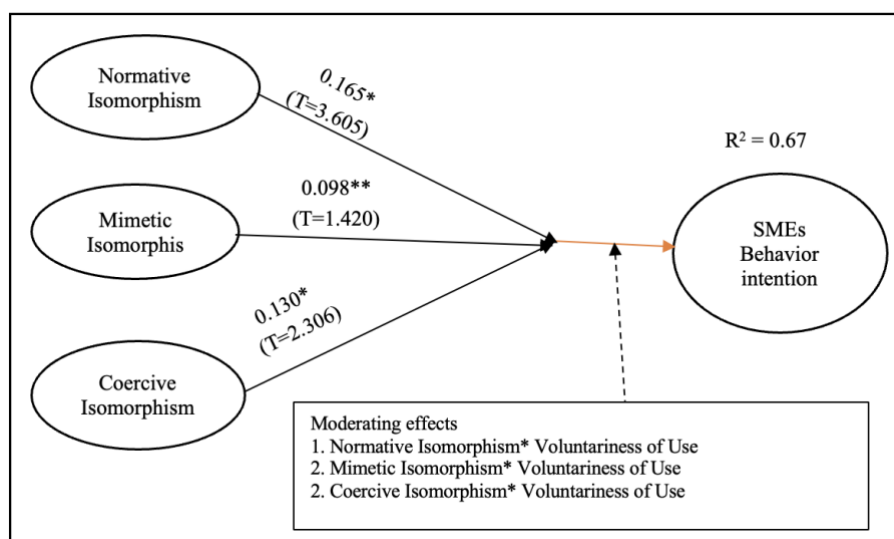 Normative
Isomorphism
0.165*
(T=3.605)
R² = 0.67
Mimetic
Isomorphis
0.098**
(T=1.420)
SMEs
Behavior
intention
Coercive
Isomorphism
0.130*
(T=2.306)
Moderating effects
1. Normative Isomorphism* Voluntariness of Use
2. Mimetic Isomorphism* Voluntariness of Use
2. Coercive Isomorphism* Voluntariness of Use